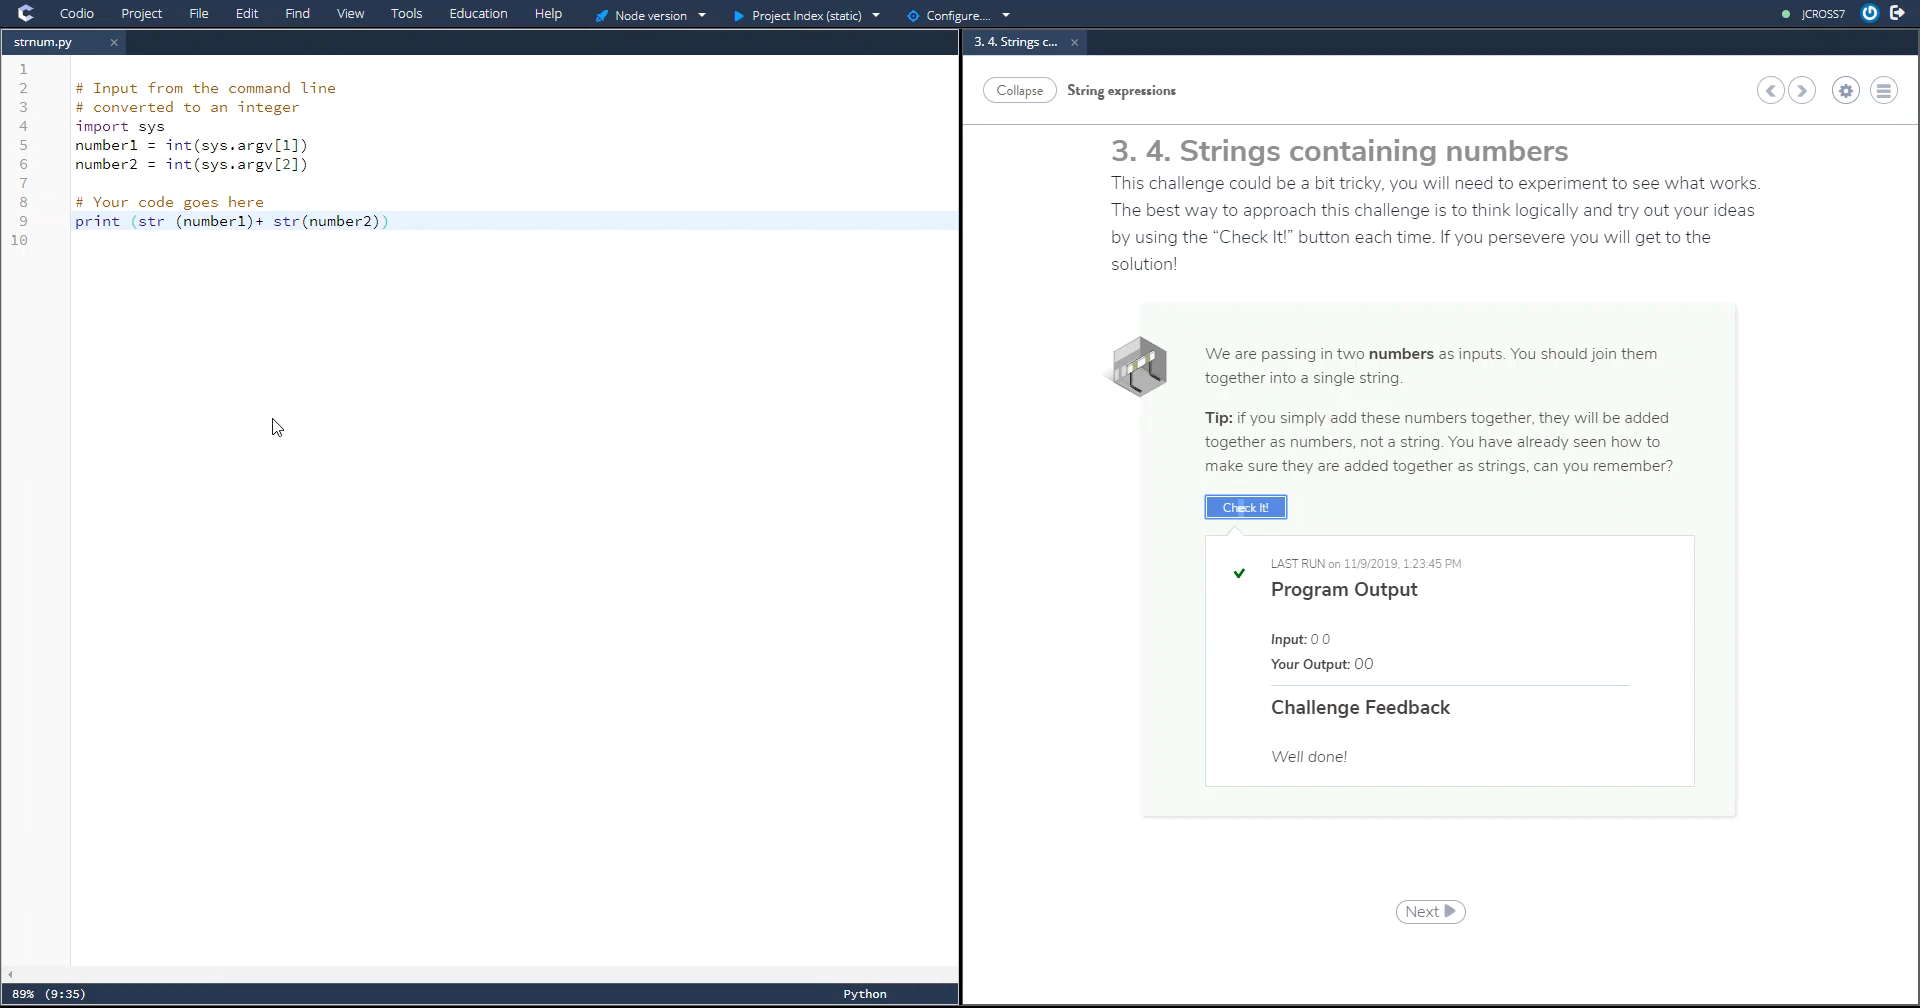 Codio Project File Edit Find View Tools Education Help Node version Project Index (static) Configure.... JCROSS7
strnum.py ×
3. 4. Strings c... ×
1
2 # Input from the command line
3 # converted to an integer
4 import sys
5 number1 = int(sys.argv[1])
6 number2 = int(sys.argv[2])
7
8 # Your code goes here
9 print (str (number1)+ str(number2))
10
89% (9:35) Python
Collapse String expressions
3. 4. Strings containing numbers
This challenge could be a bit tricky, you will need to experiment to see what works.
The best way to approach this challenge is to think logically and try out your ideas
by using the “Check It!” button each time. If you persevere you will get to the
solution!
We are passing in two numbers as inputs. You should join them
together into a single string.
Tip: if you simply add these numbers together, they will be added
together as numbers, not a string. You have already seen how to
make sure they are added together as strings, can you remember?
Check It!
LAST RUN on 11/9/2019, 1:23:45 PM
Program Output
Input: 0 0
Your Output: 00
Challenge Feedback
Well done!
Next